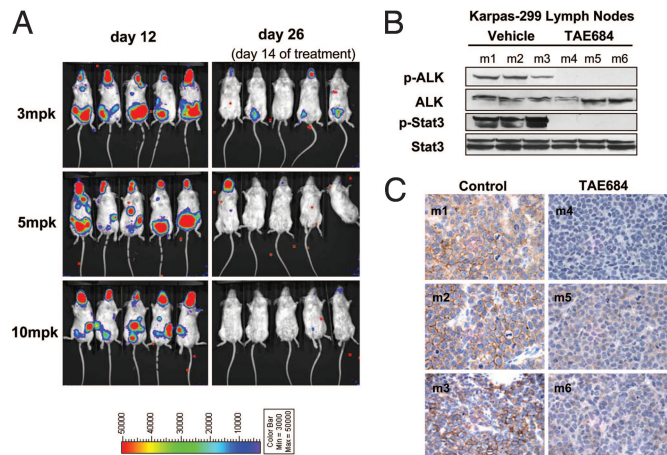 A
day 12
day 26
(day 14 of treatment)
3mpk
5mpk
10mpk
50000
40000
30000
20000
10000
Color Bar
Min = 3000
Max = 50000
B
Karpas-299 Lymph Nodes
Vehicle TAE684
m1 m2 m3 m4 m5 m6
p-ALK
ALK
p-Stat3
Stat3
C
Control TAE684
m1 m4
m2 m5
m3 m6